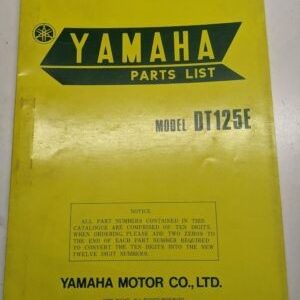 YAMAHA
PARTS LIST
MODEL DT125E
NOTICE
ALL PART NUMBERS CONTAINED IN THIS
CATALOGUE ARE COMPRISED OF TEN DIGITS.
WHEN ORDERING, PLEASE ADD TWO ZEROS TO
THE END OF EACH PART NUMBER REQUIRED
TO CONVERT THE TEN DIGITS INTO THE NEW
TWELVE DIGIT NUMBERS.
YAMAHA MOTOR CO., LTD.